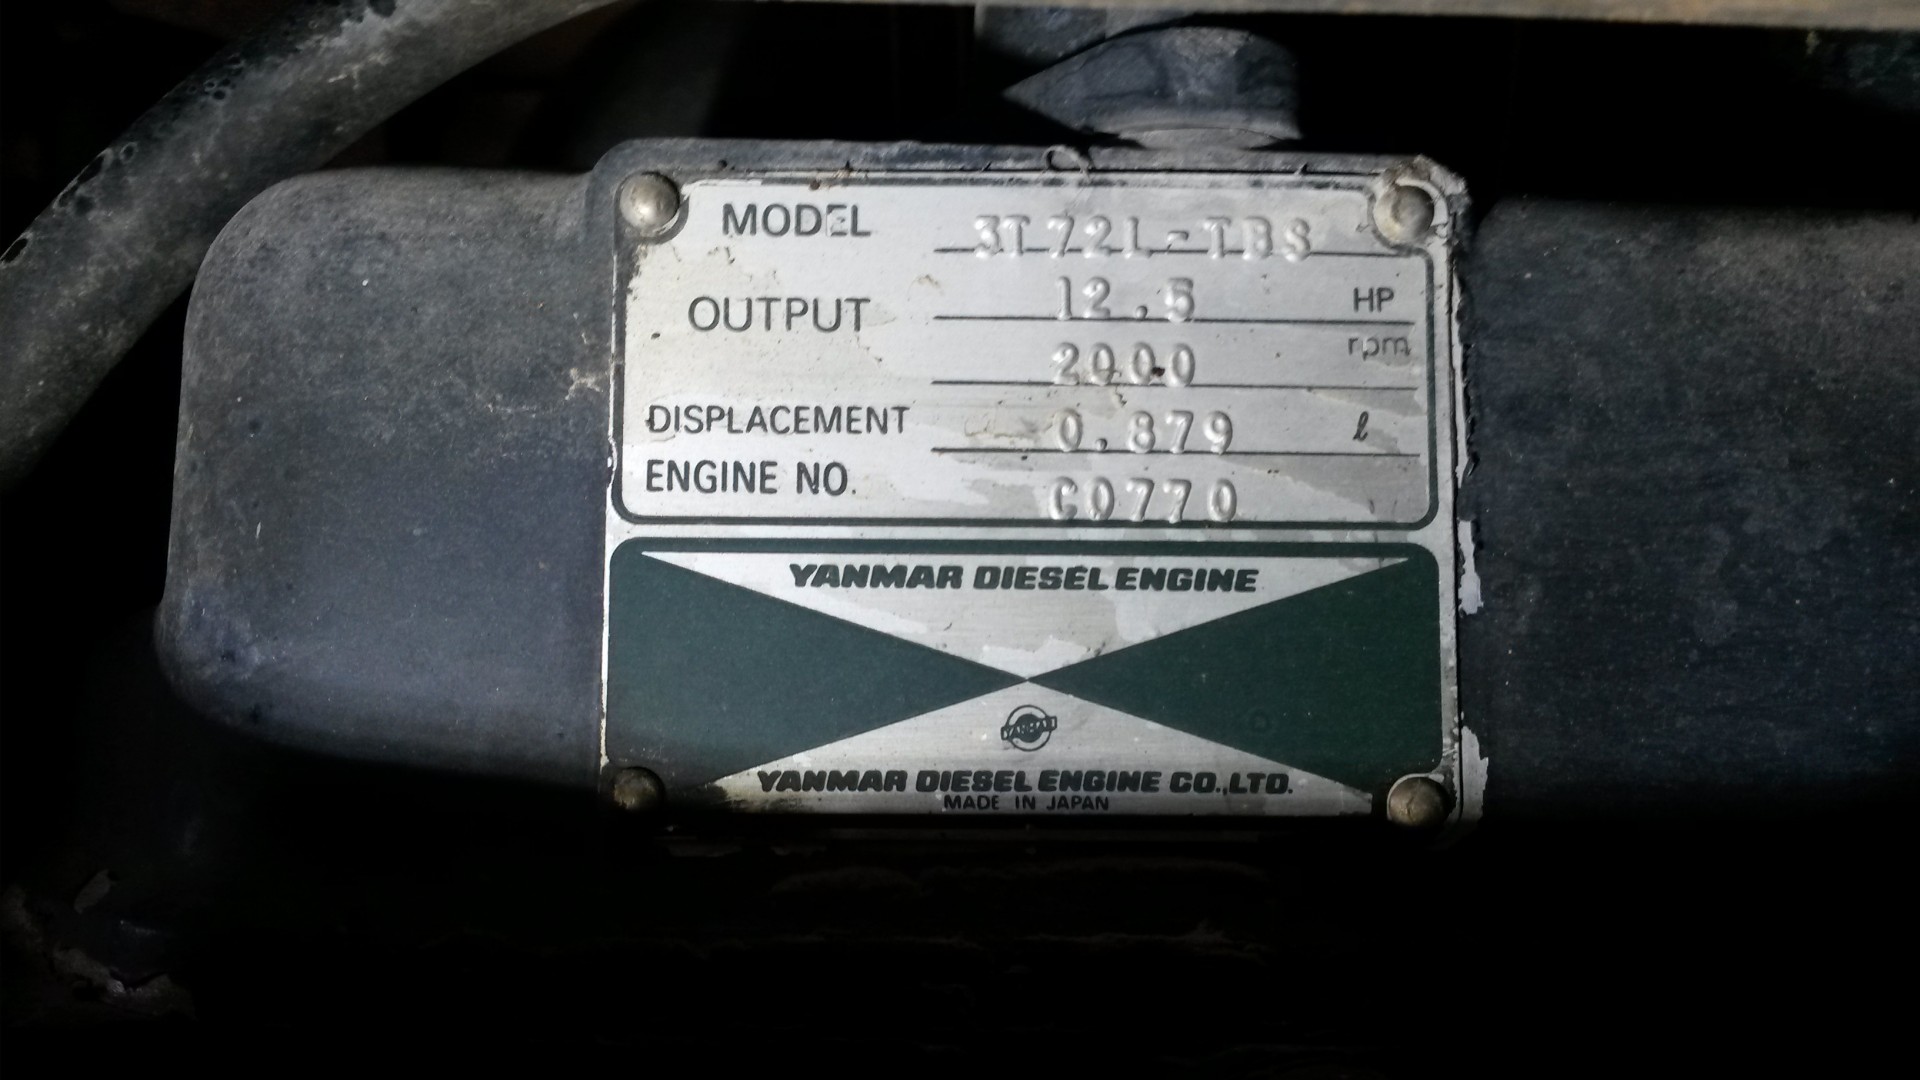 MODEL 3T72L-TBS
OUTPUT 12.5 HP
2000 rpm
DISPLACEMENT 0.879 ℓ
ENGINE NO. C0770
YANMAR DIESEL ENGINE
YANMAR
YANMAR DIESEL ENGINE CO.,LTD.
MADE IN JAPAN